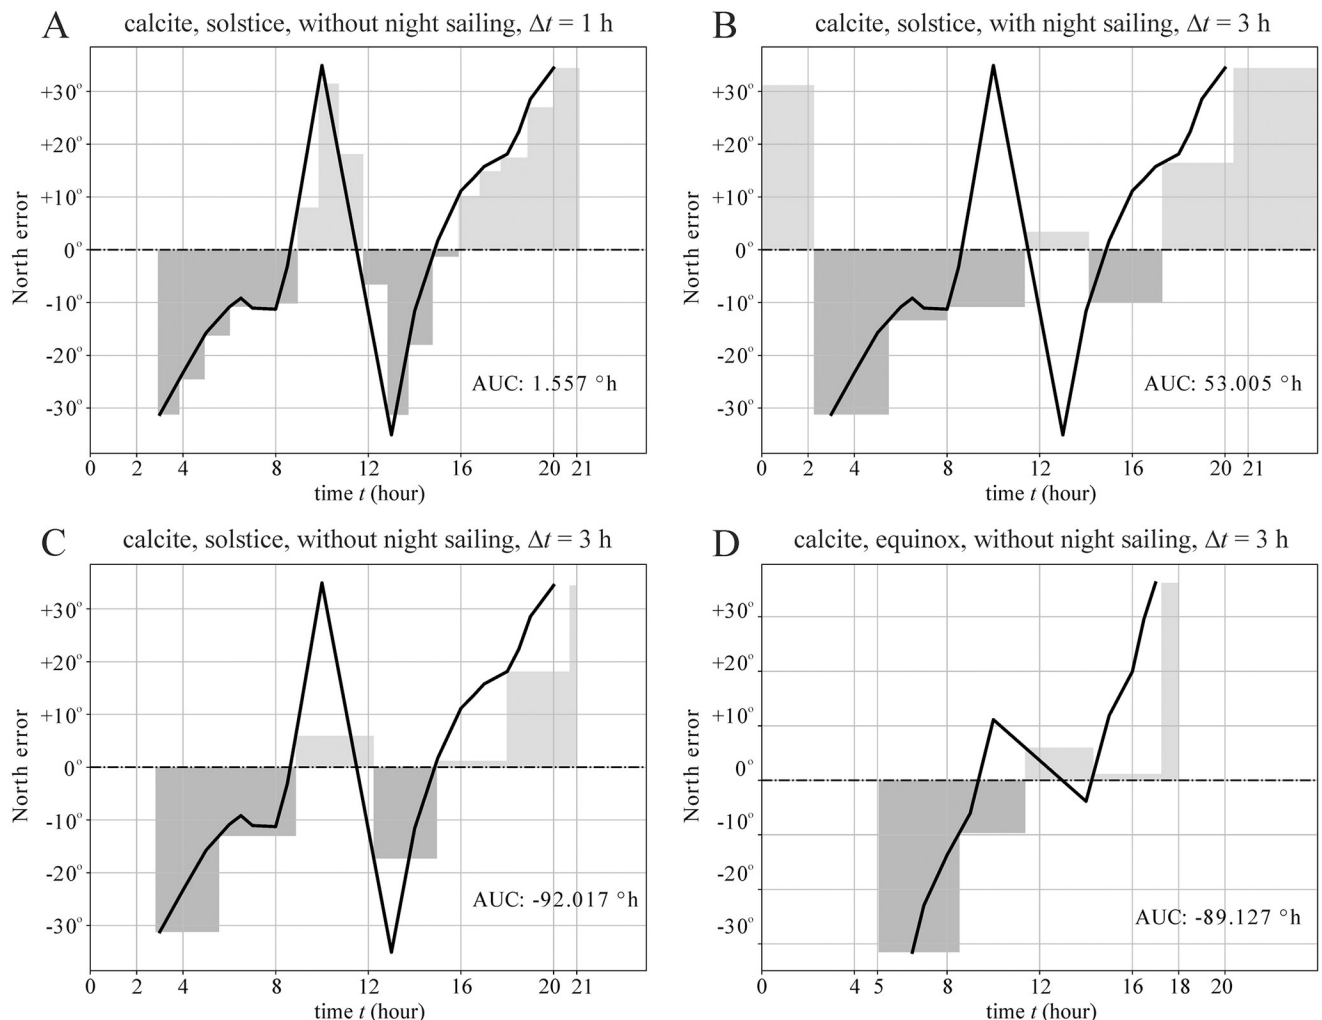 A calcite, solstice, without night sailing, Δt = 1 h
+30°
+20°
+10°
0°
-10°
-20°
-30°
North error
AUC: 1.557 °h
0 2 4 8 12 16 20 21
time t (hour)
B calcite, solstice, with night sailing, Δt = 3 h
+30°
+20°
+10°
0°
-10°
-20°
-30°
North error
AUC: 53.005 °h
0 2 4 8 12 16 20 21
time t (hour)
C calcite, solstice, without night sailing, Δt = 3 h
+30°
+20°
+10°
0°
-10°
-20°
-30°
North error
AUC: -92.017 °h
0 2 4 8 12 16 20 21
time t (hour)
D calcite, equinox, without night sailing, Δt = 3 h
+30°
+20°
+10°
0°
-10°
-20°
-30°
North error
AUC: -89.127 °h
0 4 5 8 12 16 18 20
time t (hour)